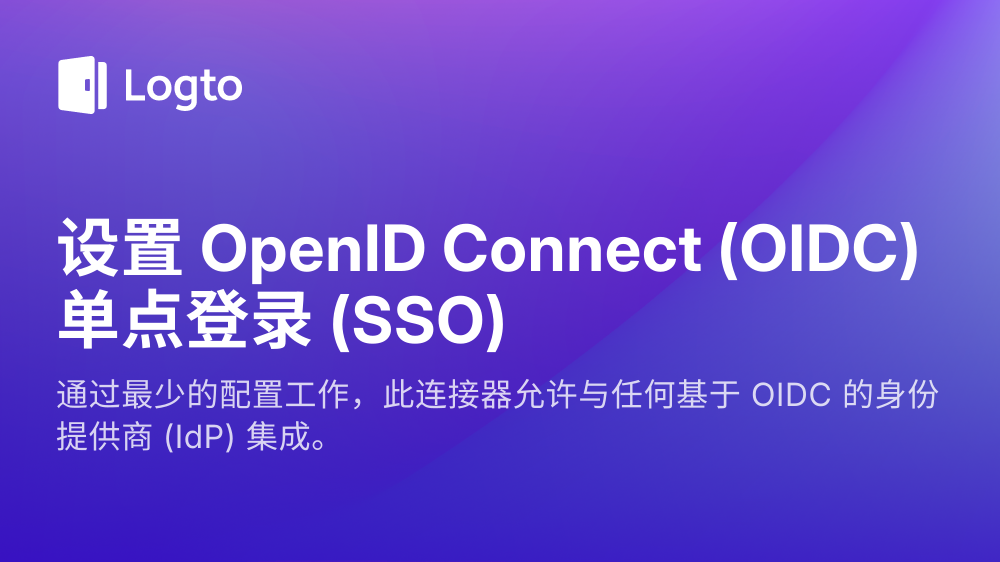 Logto
设置 OpenID Connect (OIDC)
单点登录 (SSO)
通过最少的配置工作，此连接器允许与任何基于 OIDC 的身份
提供商 (IdP) 集成。